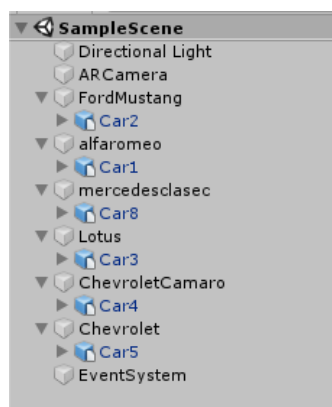 SampleScene
Directional Light
ARCamera
FordMustang
Car2
alfaromeo
Car1
mercedesclasec
Car8
Lotus
Car3
ChevroletCamaro
Car4
Chevrolet
Car5
EventSystem